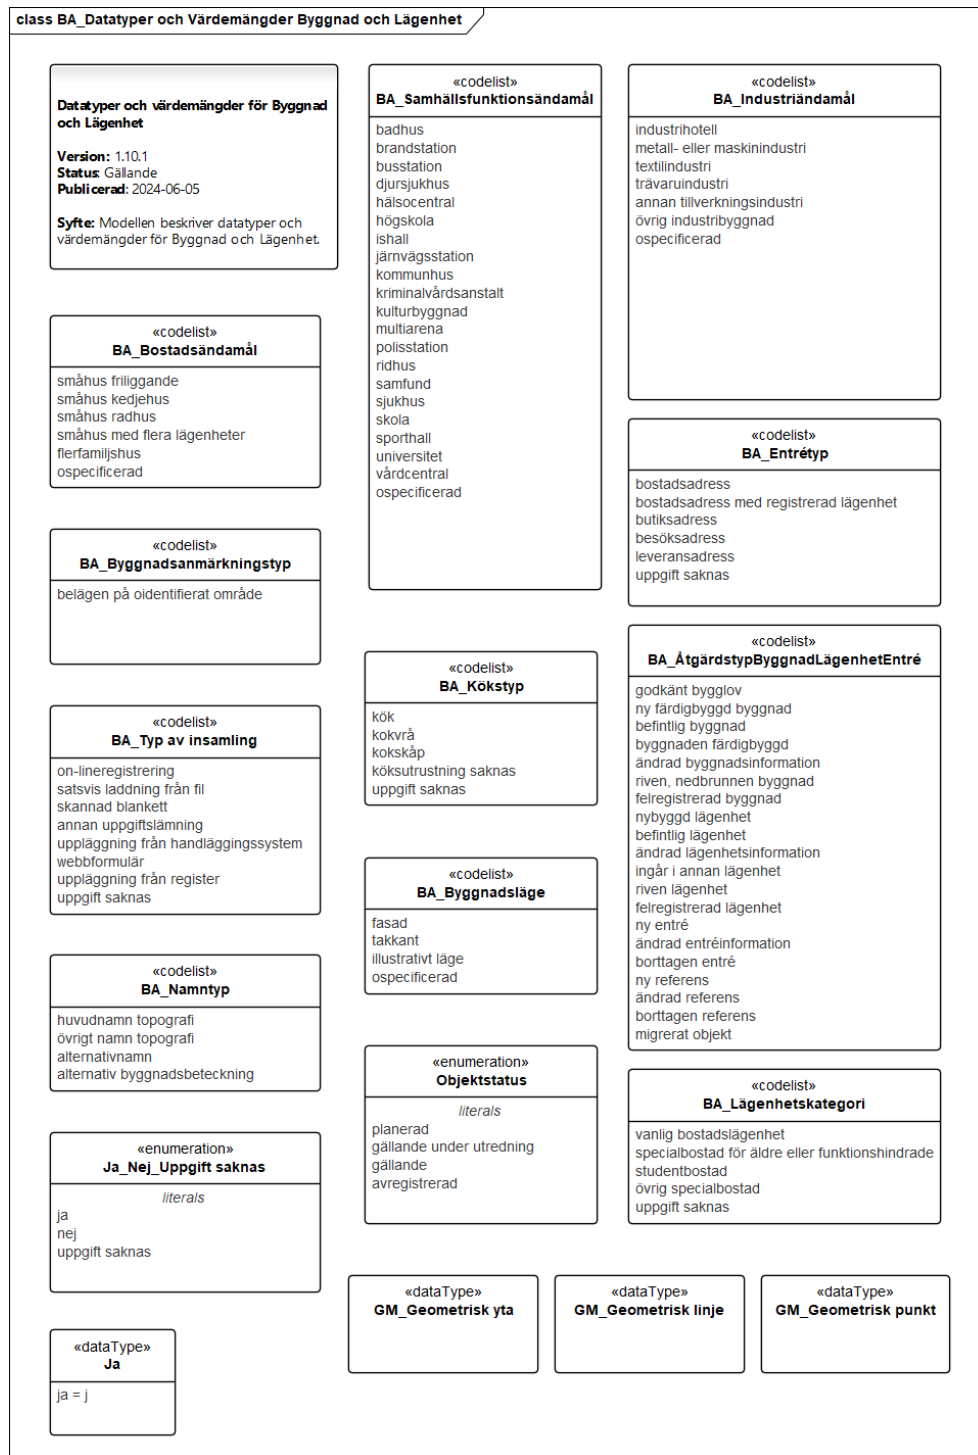 class BA_Datatyper och Värdemängder Byggnad och Lägenhet
Datatyper och värdemängder för Byggnad
och Lägenhet
Version: 1.10.1
Status: Gällande
Publicerad: 2024-06-05
Syfte: Modellen beskriver datatyper och
värdemängder för Byggnad och Lägenhet.
«codelist»
BA_Bostadsändamål
småhus friliggande
småhus kedjehus
småhus radhus
småhus med flera lägenheter
flerfamiljshus
ospecificerad
«codelist»
BA_Byggnadsanmärkningstyp
belägen på oidentifierat område
«codelist»
BA_Typ av insamling
on-lineregistrering
satsvis laddning från fil
skannad blankett
annan uppgiftslämning
uppläggning från handläggingssystem
webbformulär
uppläggning från register
uppgift saknas
«codelist»
BA_Namntyp
huvudnamn topografi
övrigt namn topografi
alternativnamn
alternativ byggnadsbeteckning
«enumeration»
Ja_Nej_Uppgift saknas
literals
ja
nej
uppgift saknas
«dataType»
Ja
ja = j
«codelist»
BA_Samhällsfunktionsändamål
badhus
brandstation
busstation
djursjukhus
hälsocentral
högskola
ishall
järnvägsstation
kommunhus
kriminalvårdsanstalt
kulturbyggnad
multiarena
polisstation
ridhus
samfund
sjukhus
skola
sporthall
universitet
vårdcentral
ospecificerad
«codelist»
BA_Kökstyp
kök
kokvrå
kokskåp
köksutrustning saknas
uppgift saknas
«codelist»
BA_Byggnadsläge
fasad
takkant
illustrativt läge
ospecificerad
«enumeration»
Objektstatus
literals
planerad
gällande under utredning
gällande
avregistrerad
«codelist»
BA_Industriändamål
industrihotell
metall- eller maskinindustri
textilindustri
trävaruindustri
annan tillverkningsindustri
övrig industribyggnad
ospecificerad
«codelist»
BA_Entrétyp
bostadsadress
bostadsadress med registrerad lägenhet
butiksadress
besöksadress
leveransadress
uppgift saknas
«codelist»
BA_ÅtgärdstypByggnadLägenhetEntré
godkänt bygglov
ny färdigbyggd byggnad
befintlig byggnad
byggnaden färdigbyggd
ändrad byggnadsinformation
riven, nedbrunnen byggnad
felregistrerad byggnad
nybyggd lägenhet
befintlig lägenhet
ändrad lägenhetsinformation
ingår i annan lägenhet
riven lägenhet
felregistrerad lägenhet
ny entré
ändrad entréinformation
borttagen entré
ny referens
ändrad referens
borttagen referens
migrerat objekt
«codelist»
BA_Lägenhetskategori
vanlig bostadslägenhet
specialbostad för äldre eller funktionshindrade
studentbostad
övrig specialbostad
uppgift saknas
«dataType»
GM_Geometrisk yta
«dataType»
GM_Geometrisk linje
«dataType»
GM_Geometrisk punkt